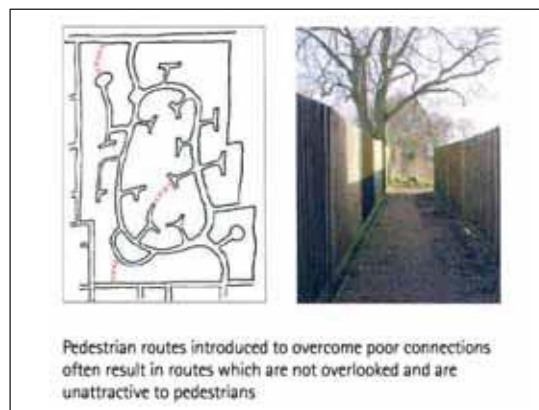 Pedestrian routes introduced to overcome poor connections
often result in routes which are not overlooked and are
unattractive to pedestrians